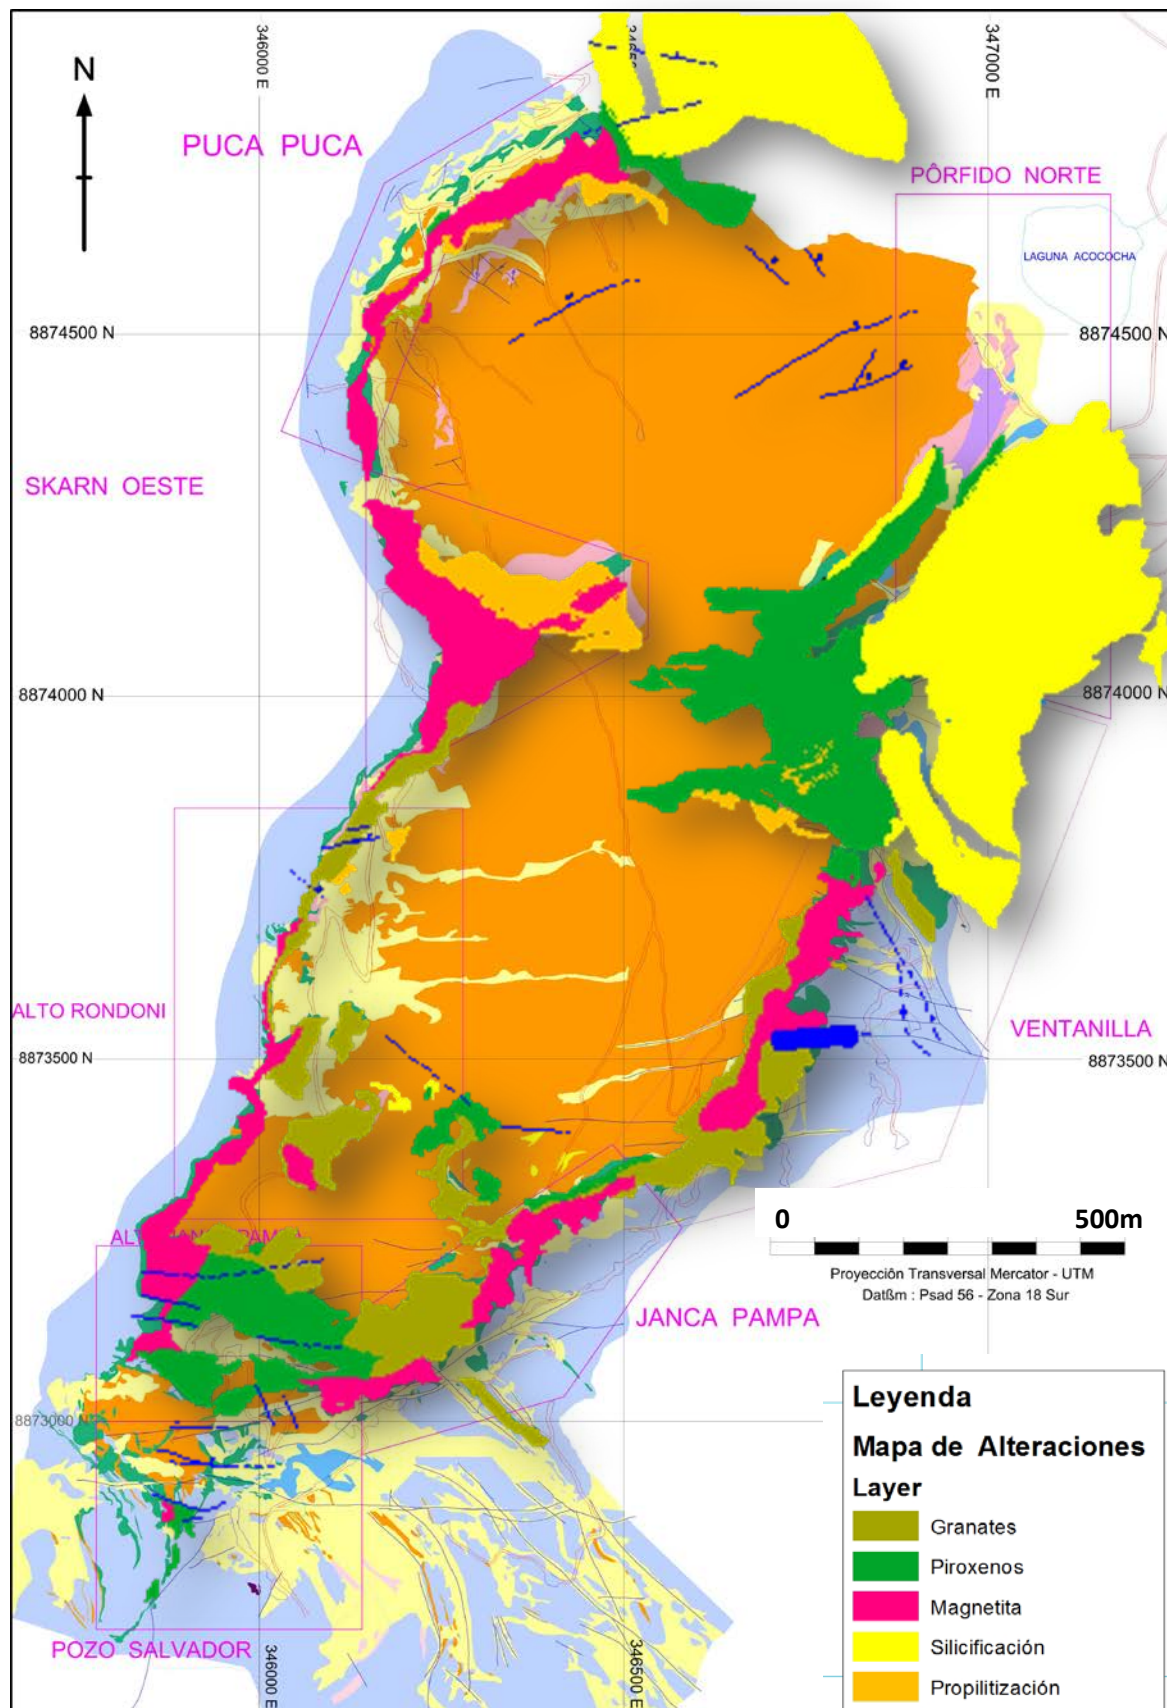 346000 E
347000 E
N
PUCA PUCA
PÔRFIDO NORTE
LAGUNA ACOCOCHA
8874500 N
8874500 N
SKARN OESTE
8874000 N
8874000 N
ALTO RONDONI
VENTANILLA
8873500 N
8873500 N
0 500m
Proyección Transversal Mercator - UTM
Datßm : Psad 56 - Zona 18 Sur
JANCA PAMPA
8873000 N
POZO SALVADOR
346000 E
346500 E
Leyenda
Mapa de Alteraciones
Layer
Granates
Piroxenos
Magnetita
Silicificación
Propilitización